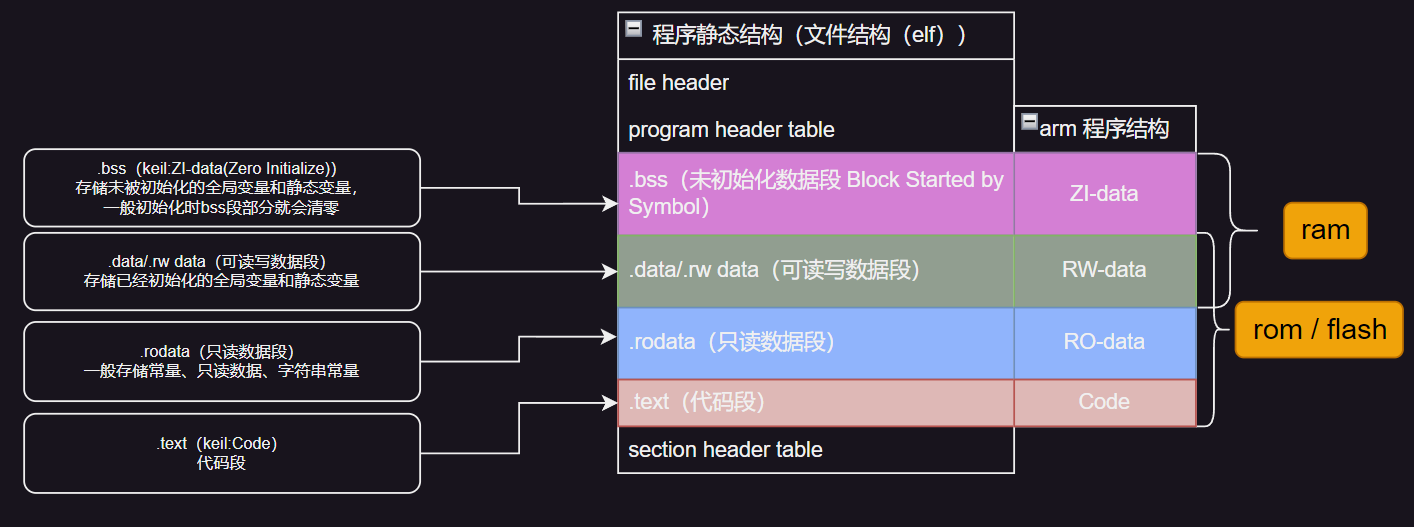 程序静态结构（文件结构（elf））
file header
program header table
arm 程序结构
.bss（keil:ZI-data(Zero Initialize)）
存储未被初始化的全局变量和静态变量，
一般初始化时bss段部分就会清零
.bss（未初始化数据段 Block Started by
Symbol）
ZI-data
ram
.data/.rw data（可读写数据段）
存储已经初始化的全局变量和静态变量
.data/.rw data（可读写数据段）
RW-data
rom / flash
.rodata（只读数据段）
一般存储常量、只读数据、字符串常量
.rodata（只读数据段）
RO-data
.text（keil:Code）
代码段
.text（代码段）
Code
section header table